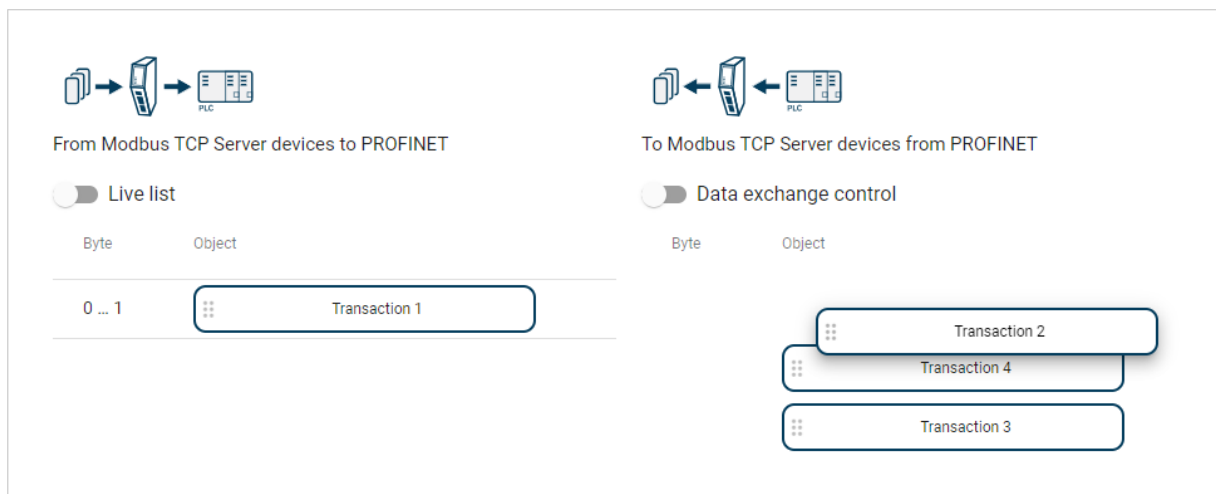 PLC
From Modbus TCP Server devices to PROFINET
Live list
Byte Object
0 ... 1 Transaction 1
PLC
To Modbus TCP Server devices from PROFINET
Data exchange control
Byte Object
Transaction 2
Transaction 4
Transaction 3